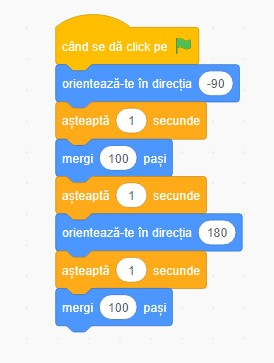 când se dă click pe
orientează-te în direcția -90
așteaptă 1 secunde
mergi 100 pași
așteaptă 1 secunde
orientează-te în direcția 180
așteaptă 1 secunde
mergi 100 pași